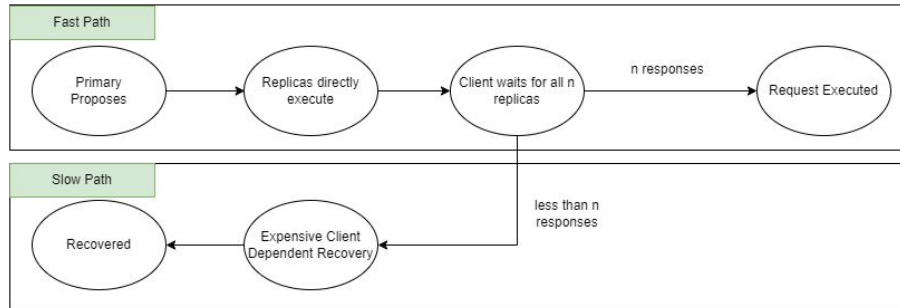 Fast Path
Primary
Proposes
Replicas directly
execute
Client waits for all n
replicas
n responses
Request Executed
Slow Path
less than n
responses
Recovered
Expensive Client
Dependent Recovery